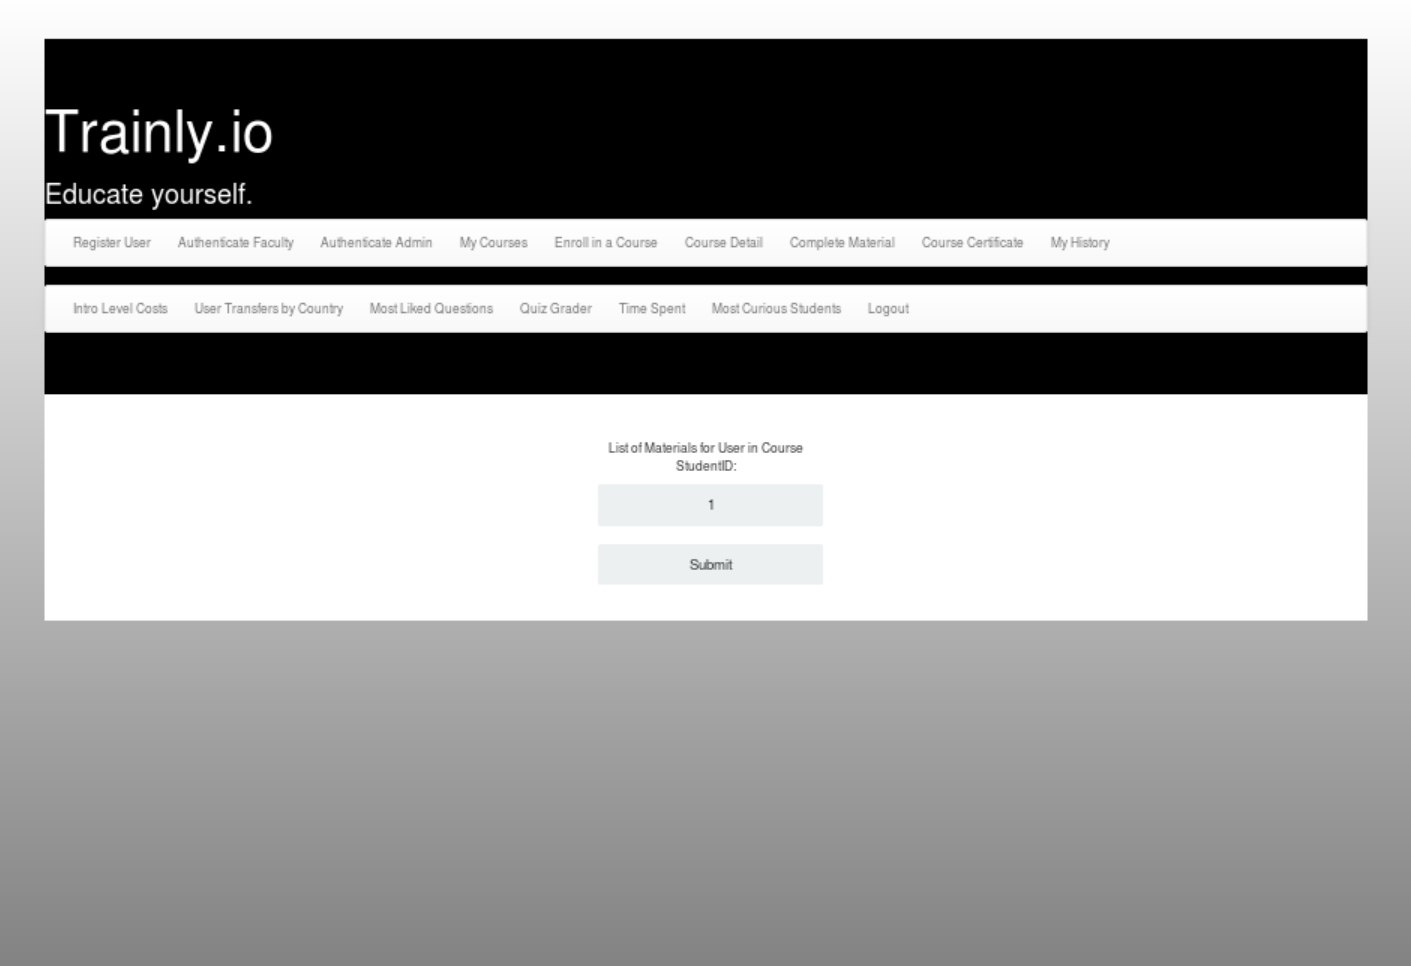 Trainly.io
Educate yourself.
Register User Authenticate Faculty Authenticate Admin My Courses Enroll in a Course Course Detail Complete Material Course Certificate My History
Intro Level Costs User Transfers by Country Most Liked Questions Quiz Grader Time Spent Most Curious Students Logout
List of Materials for User in Course
StudentID:
1
Submit